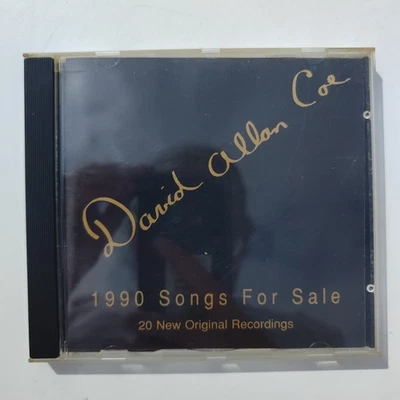 David Allan Coe
1990 Songs For Sale
20 New Original Recordings